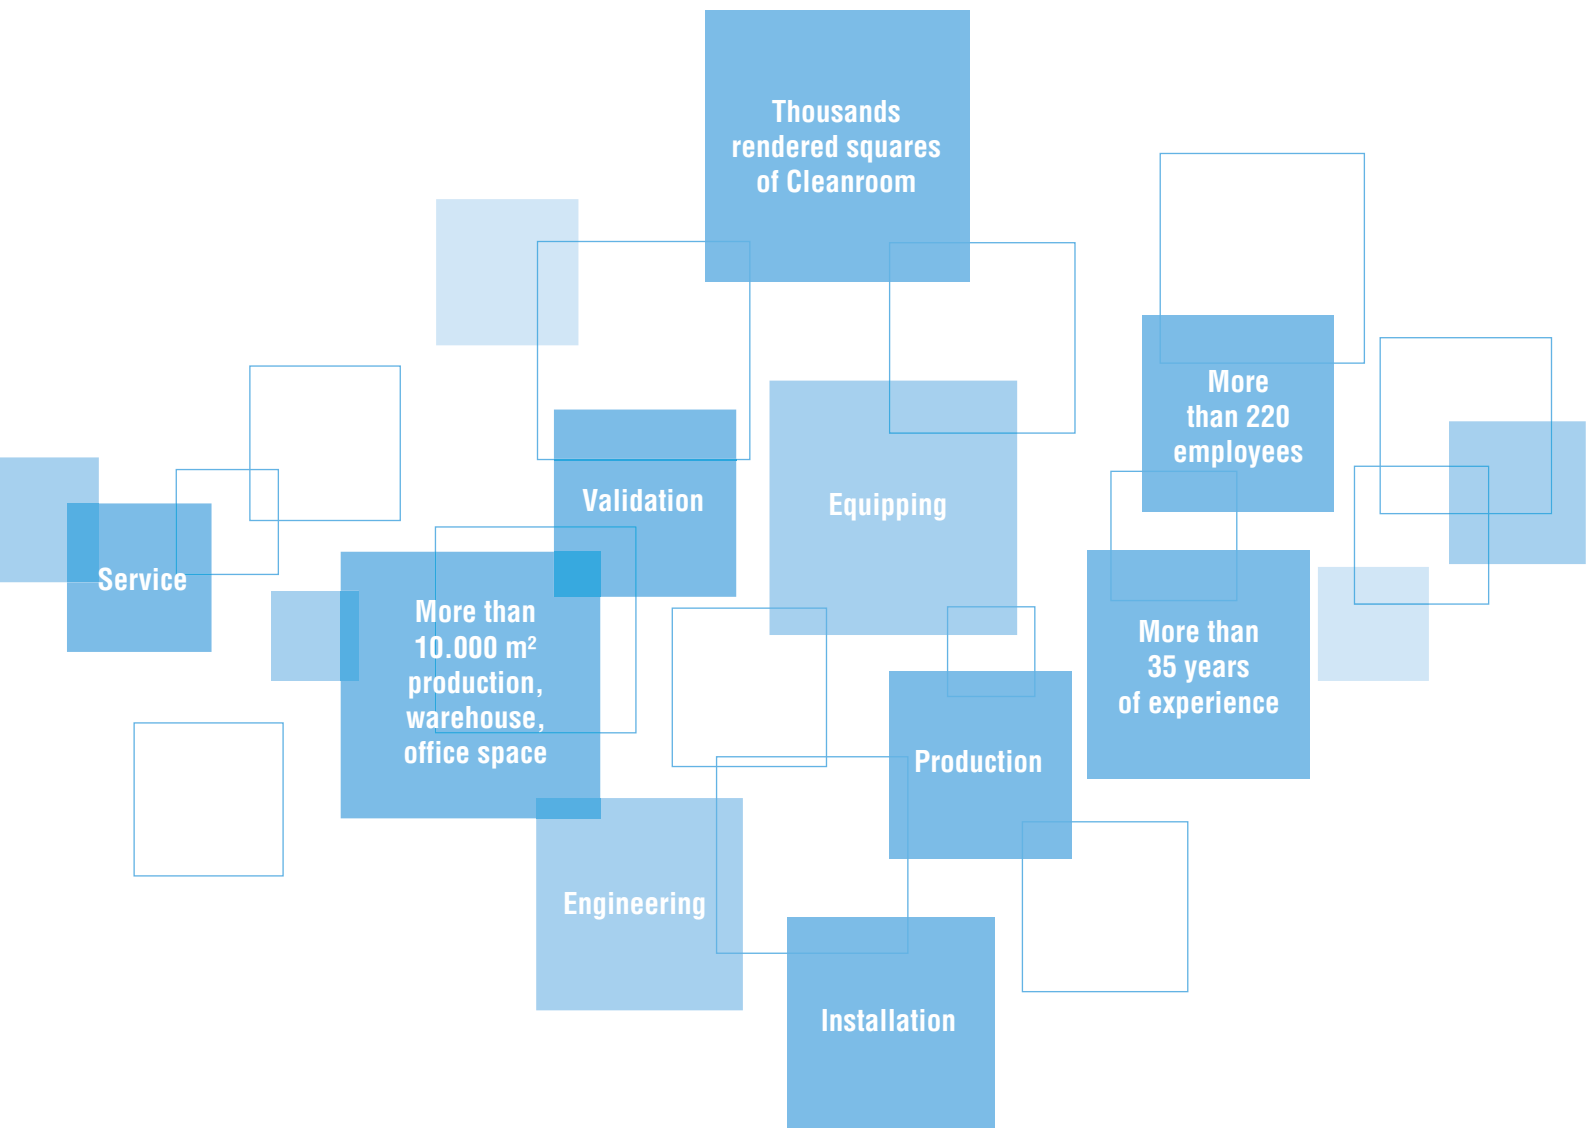 Thousands
rendered squares
of Cleanroom
More
than 220
employees
Validation
Equipping
Service
More than
10.000 m²
production,
warehouse,
office space
More than
35 years
of experience
Production
Engineering
Installation